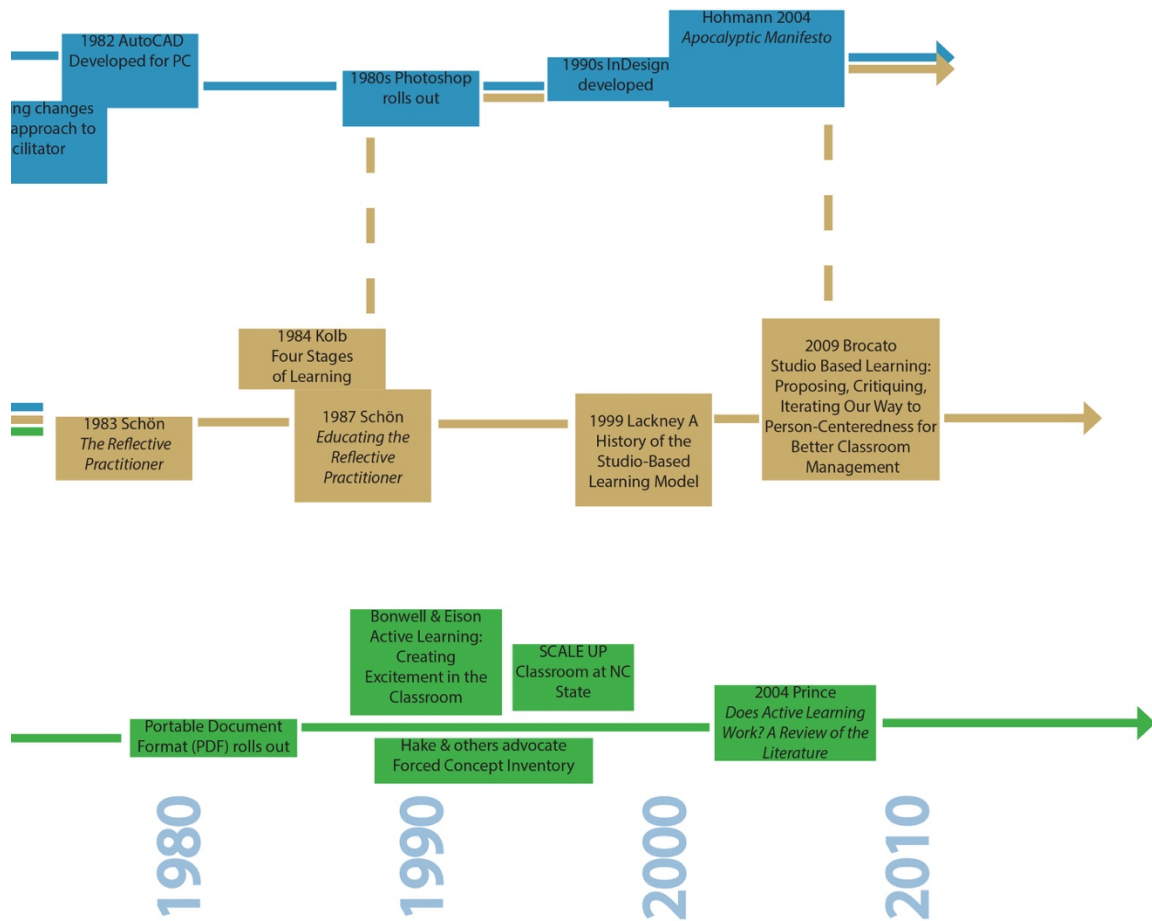 1982 AutoCAD
Developed for PC
ng changes
approach to
cilitator
1980s Photoshop
rolls out
1990s InDesign
developed
Hohmann 2004
Apocalyptic Manifesto
1983 Schön
The Reflective
Practitioner
1984 Kolb
Four Stages
of Learning
1987 Schön
Educating the
Reflective
Practitioner
1999 Lackney A
History of the
Studio-Based
Learning Model
2009 Brocato
Studio Based Learning:
Proposing, Critiquing,
Iterating Our Way to
Person-Centeredness for
Better Classroom
Management
Portable Document
Format (PDF) rolls out
Bonwell & Eison
Active Learning:
Creating
Excitement in the
Classroom
Hake & others advocate
Forced Concept Inventory
SCALE UP
Classroom at NC
State
2004 Prince
Does Active Learning
Work? A Review of the
Literature
1980
1990
2000
2010